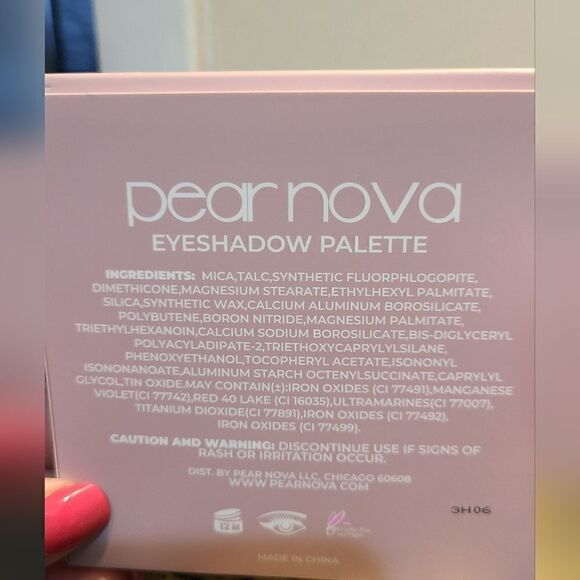 pear nova
EYESHADOW PALETTE
INGREDIENTS: MICA,TALC,SYNTHETIC FLUORPHLOGOPITE,
DIMETHICONE,MAGNESIUM STEARATE,ETHYLHEXYL PALMITATE,
SILICA,SYNTHETIC WAX,CALCIUM ALUMINUM BOROSILICATE,
POLYBUTENE,BORON NITRIDE,MAGNESIUM PALMITATE,
TRIETHYLHEXANOIN,CALCIUM SODIUM BOROSILICATE,BIS-DIGLYCERYL
POLYACYLADIPATE-2,TRIETHOXYCAPRYLYLSILANE,
PHENOXYETHANOL,TOCOPHERYL ACETATE,ISONONYL
ISONONANOATE,ALUMINUM STARCH OCTENYLSUCCINATE,CAPRYLYL
GLYCOL,TIN OXIDE.MAY CONTAIN(±):IRON OXIDES (CI 77491),MANGANESE
VIOLET(CI 77742),RED 40 LAKE (CI 16035),ULTRAMARINES(CI 77007),
TITANIUM DIOXIDE(CI 77891),IRON OXIDES (CI 77492),
IRON OXIDES (CI 77499).
CAUTION AND WARNING: DISCONTINUE USE IF SIGNS OF
RASH OR IRRITATION OCCUR.
DIST. BY PEAR NOVA LLC, CHICAGO 60608
WWW.PEARNOVA.COM
3H06
12 M
MADE IN CHINA